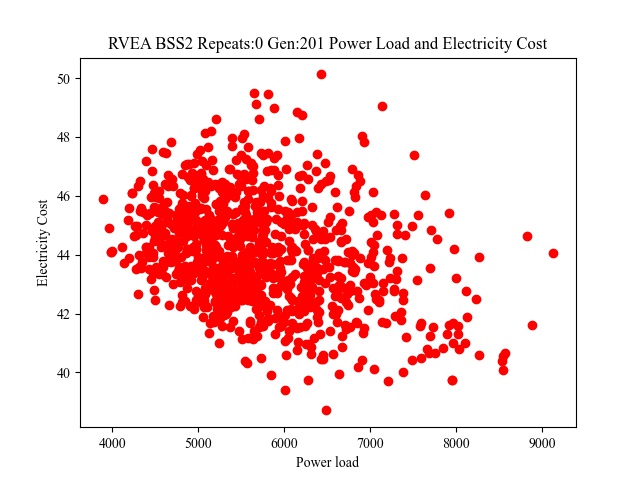 RVEA BSS2 Repeats:0 Gen:201 Power Load and Electricity Cost
50
48
46
44
42
40
Electricity Cost
4000 5000 6000 7000 8000 9000
Power load